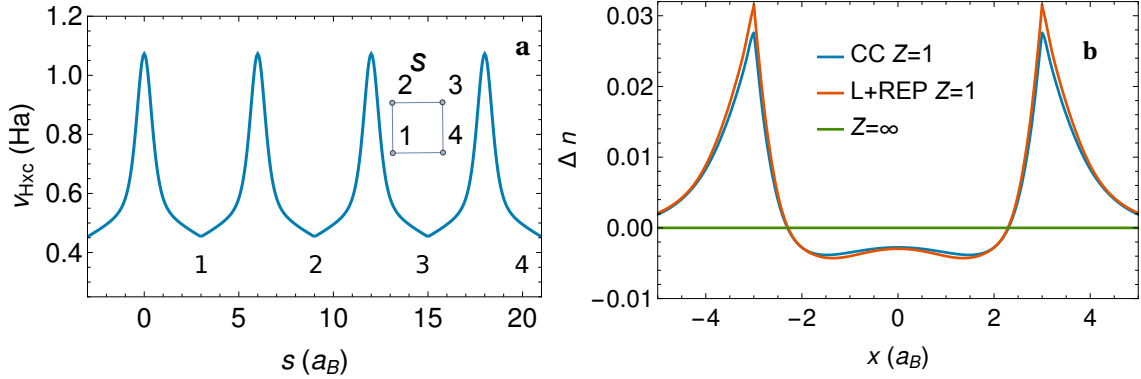 a
1.2
1.0
0.8
0.6
0.4
v_Hxc (Ha)
s
2 3
1 4
1 2 3 4
0 5 10 15 20
s (a_B)
b
0.03
0.02
0.01
0.00
−0.01
Δ n
CC Z=1
L+REP Z=1
Z=∞
−4 −2 0 2 4
x (a_B)